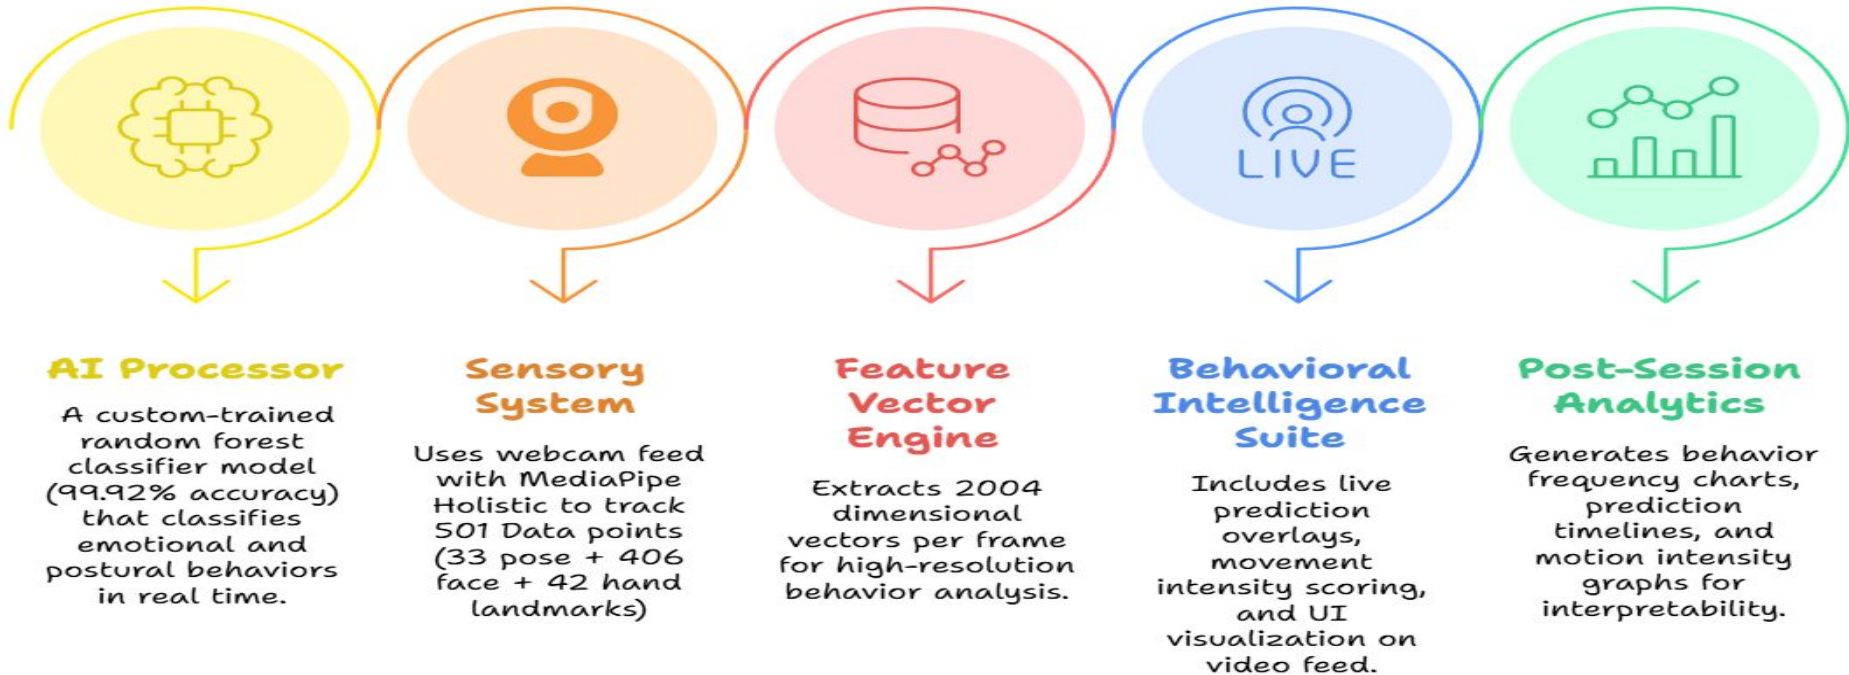 LIVE
AI Processor
A custom-trained
random forest
classifier model
(99.92% accuracy)
that classifies
emotional and
postural behaviors
in real time.
Sensory
System
Uses webcam feed
with MediaPipe
Holistic to track
501 Data points
(33 pose + 406
face + 42 hand
landmarks)
Feature
Vector
Engine
Extracts 2004
dimensional
vectors per frame
for high-resolution
behavior analysis.
Behavioral
Intelligence
Suite
Includes live
prediction
overlays,
movement
intensity scoring,
and UI
visualization on
video feed.
Post-Session
Analytics
Generates behavior
frequency charts,
prediction
timelines, and
motion intensity
graphs for
interpretability.